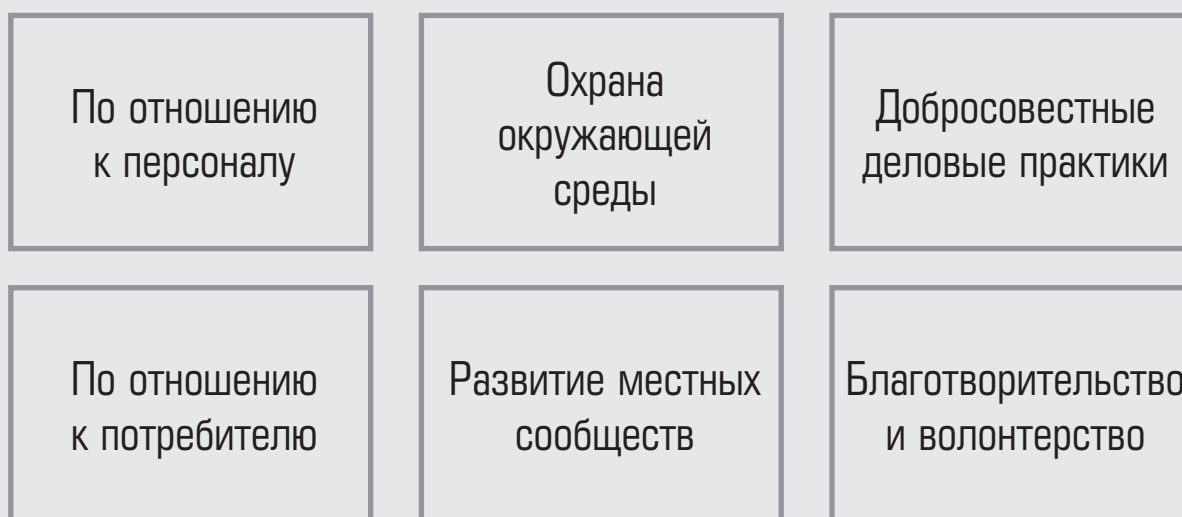 По отношению
к персоналу
Охрана
окружающей
среды
Добросовестные
деловые практики
По отношению
к потребителю
Развитие местных
сообществ
Благотворительство
и волонтерство